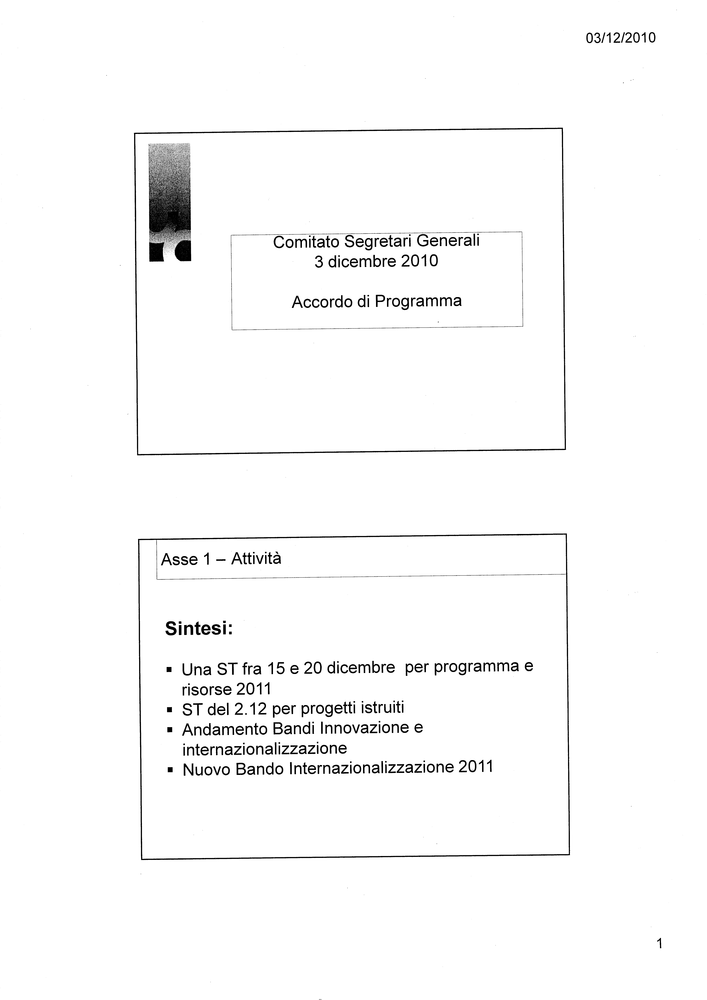 03/12/2010
Comitato Segretari Generali
3 dicembre 2010
Accordo di Programma
Asse 1 – Attività
Sintesi:
▪ Una ST fra 15 e 20 dicembre per programma e
risorse 2011
▪ ST del 2.12 per progetti istruiti
▪ Andamento Bandi Innovazione e
internazionalizzazione
▪ Nuovo Bando Internazionalizzazione 2011
1